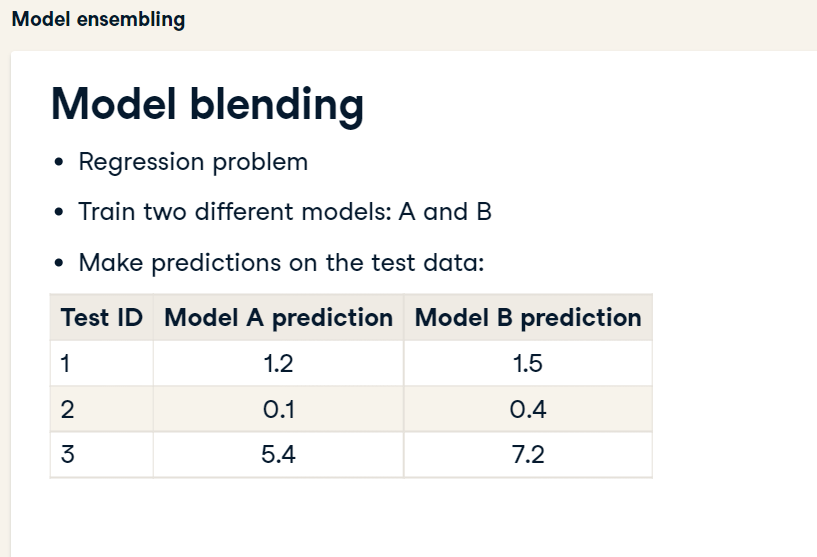 Model ensembling
Model blending
• Regression problem
• Train two different models: A and B
• Make predictions on the test data:
Test ID Model A prediction Model B prediction
1 1.2 1.5
2 0.1 0.4
3 5.4 7.2